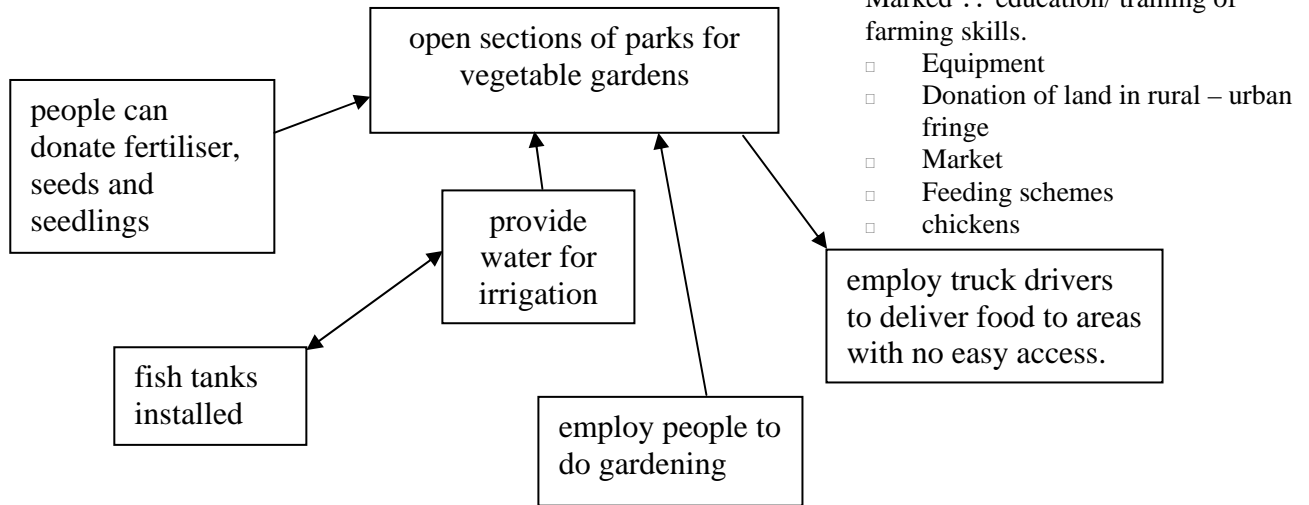 open sections of parks for
vegetable gardens
people can
donate fertiliser,
seeds and
seedlings
provide
water for
irrigation
fish tanks
installed
employ people to
do gardening
Marked ∵ education/ training of
farming skills.
Equipment
Donation of land in rural – urban
fringe
Market
Feeding schemes
chickens
employ truck drivers
to deliver food to areas
with no easy access.